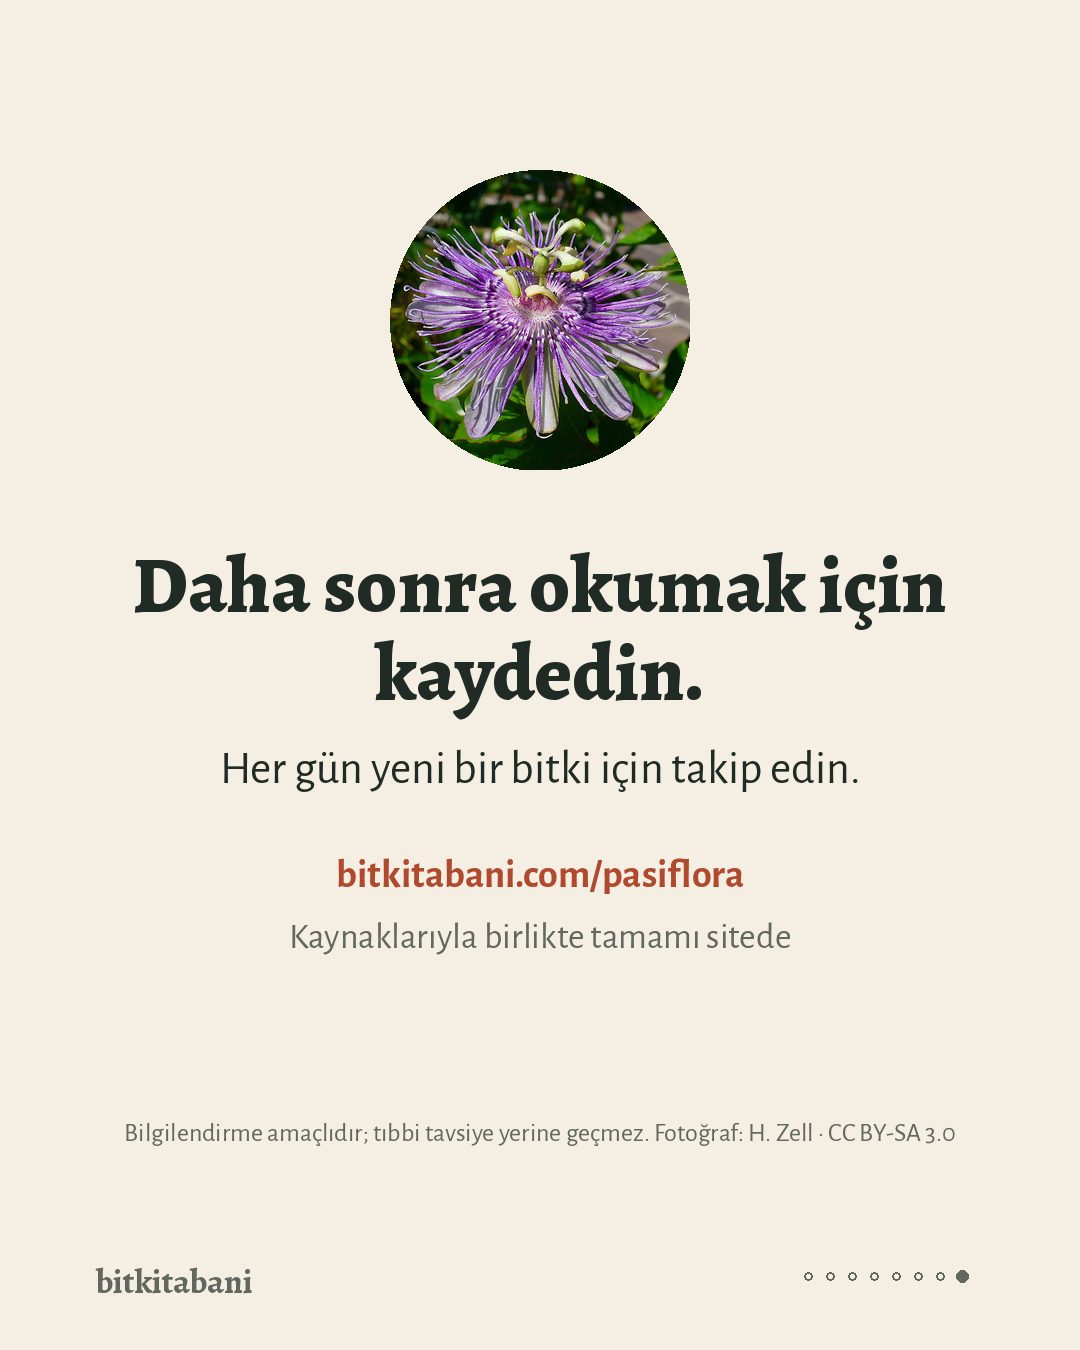 Daha sonra okumak için
kaydedin.
Her gün yeni bir bitki için takip edin.
bitkitabani.com/pasiflora
Kaynaklarıyla birlikte tamamı sitede
Bilgilendirme amaçlıdır; tıbbi tavsiye yerine geçmez. Fotoğraf: H. Zell · CC BY-SA 3.0
bitkitabani